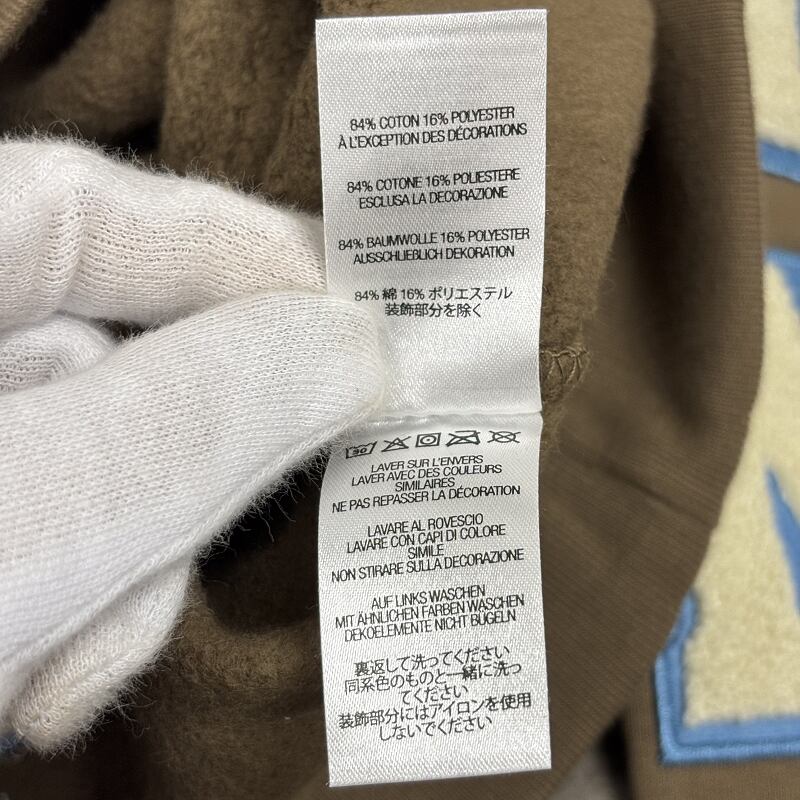 84% COTON 16% POLYESTER
À L'EXCEPTION DES DÉCORATIONS
84% COTONE 16% POLIESTERE
ESCLUSA LA DECORAZIONE
84% BAUMWOLLE 16% POLYESTER
AUSSCHLIEBLICH DEKORATION
84% 綿 16% ポリエステル
装飾部分を除く
30
LAVER SUR L'ENVERS
LAVER AVEC DES COULEURS
SIMILAIRES
NE PAS REPASSER LA DÉCORATION
LAVARE AL ROVESCIO
LAVARE CON CAPI DI COLORE
SIMILE
NON STIRARE SULLA DECORAZIONE
AUF LINKS WASCHEN
MIT ÄHNLICHEN FARBEN WASCHEN
DEKOELEMENTE NICHT BÜGELN
裏返して洗ってください
同系色のものと一緒に洗っ
てください
装飾部分にはアイロンを使用
しないでください